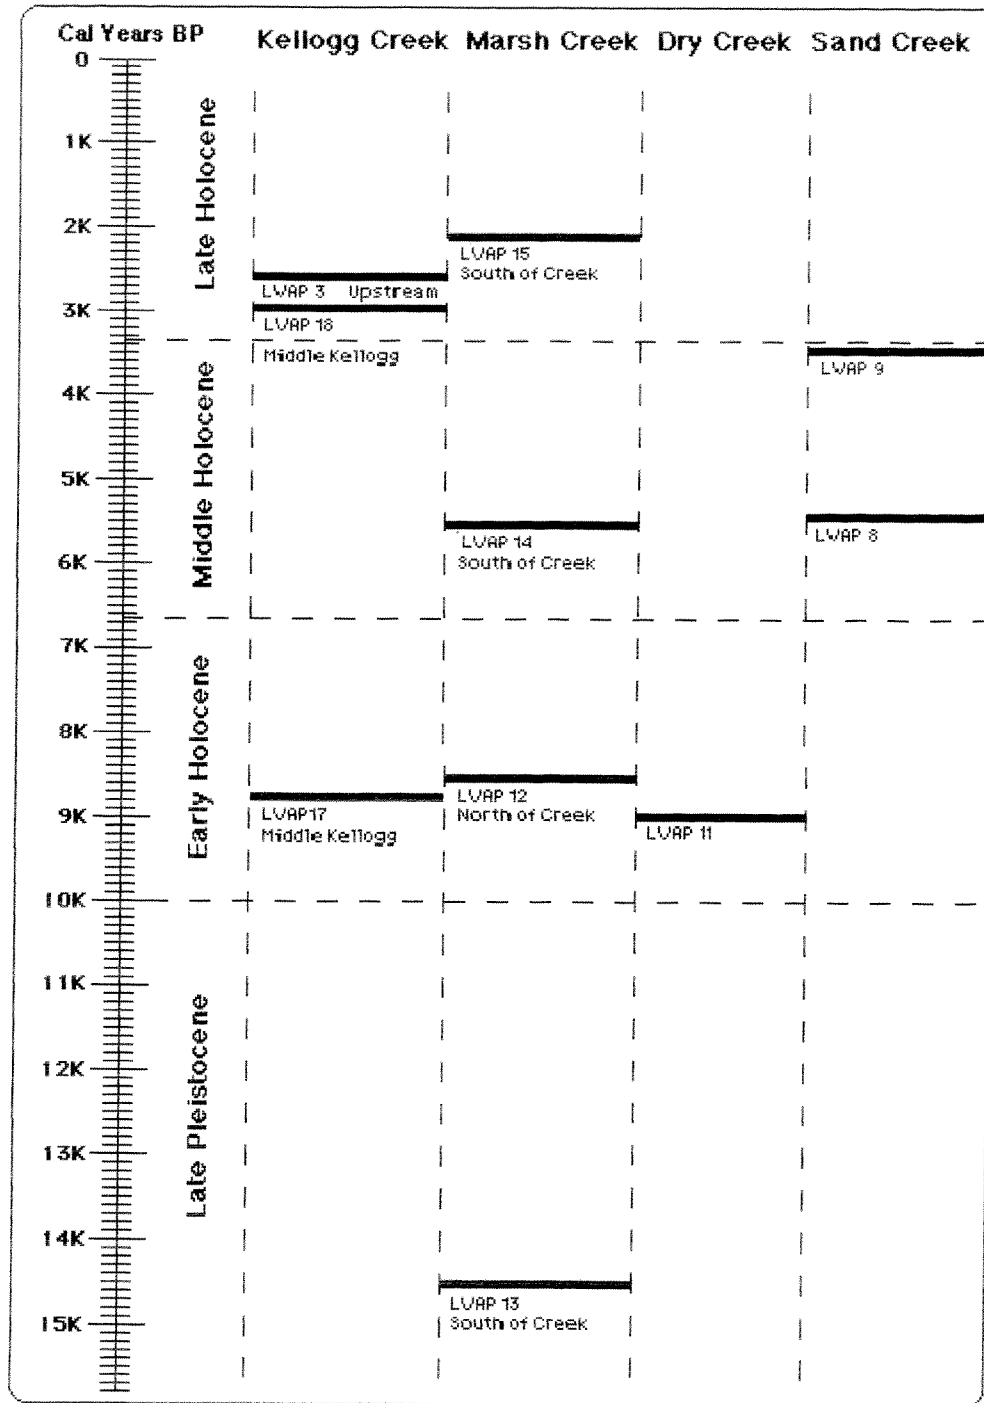 Cal Years BP
Kellogg Creek Marsh Creek Dry Creek Sand Creek
0
1K
2K
3K
4K
5K
6K
7K
8K
9K
10K
11K
12K
13K
14K
15K
Late Holocene
Middle Holocene
Early Holocene
Late Pleistocene
LVAP 3 Upstream
LVAP 18
Middle Kellogg
LVAP17
Middle Kellogg
LVAP 15
South of Creek
LVAP 14
South of Creek
LVAP 12
North of Creek
LVAP 13
South of Creek
LVAP 11
LVAP 9
LVAP 8